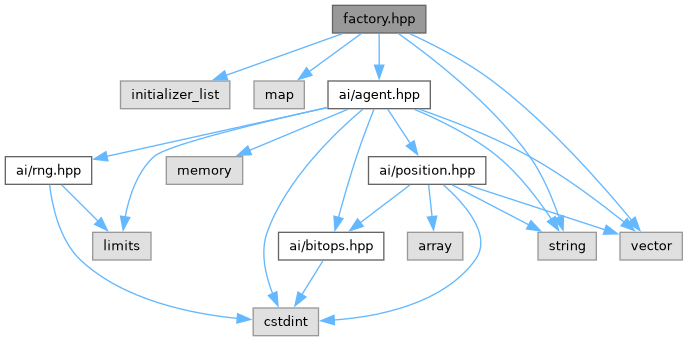 factory.hpp
initializer_list
map
ai/agent.hpp
ai/rng.hpp
memory
ai/position.hpp
limits
ai/bitops.hpp
array
string
vector
cstdint